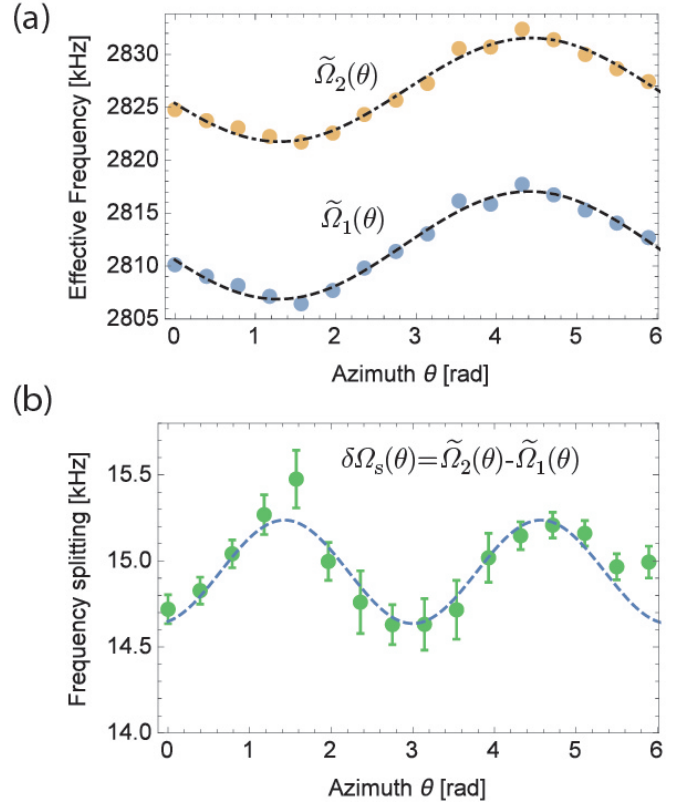 (a)
Effective Frequency [kHz]
2830
2825
2820
2815
2810
2805
Ω̃₂(θ)
Ω̃₁(θ)
0 1 2 3 4 5 6
Azimuth θ [rad]
(b)
Frequency splitting [kHz]
15.5
15.0
14.5
14.0
δΩₛ(θ)=Ω̃₂(θ)-Ω̃₁(θ)
0 1 2 3 4 5 6
Azimuth θ [rad]